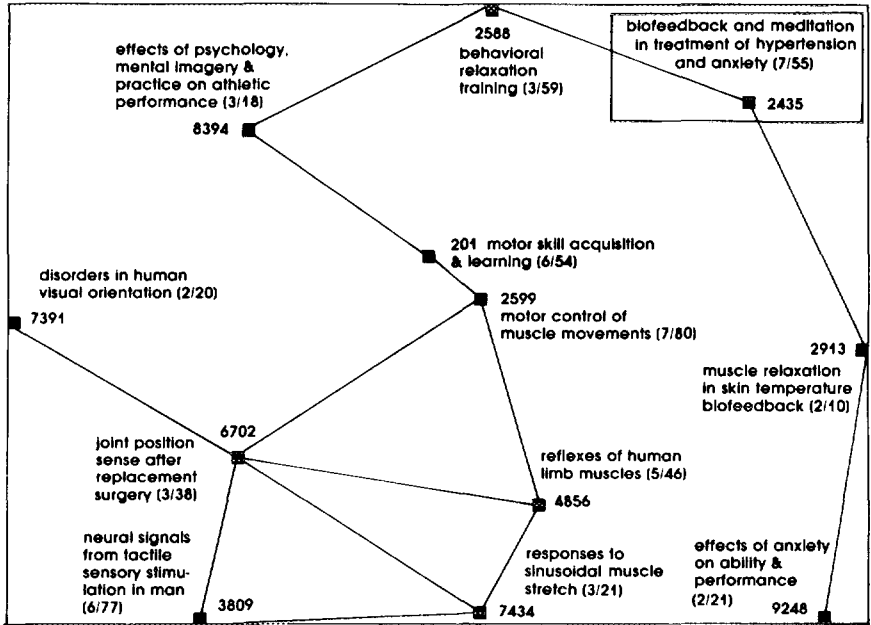 effects of psychology,
mental imagery &
practice on athletic
performance (3/18)
8394
2588
behavioral
relaxation
training (3/59)
biofeedback and meditation
in treatment of hypertension
and anxiety (7/55)
2435
201 motor skill acquisition
& learning (6/54)
disorders in human
visual orientation (2/20)
7391
2599
motor control of
muscle movements (7/80)
2913
muscle relaxation
in skin temperature
biofeedback (2/10)
6702
joint position
sense after
replacement
surgery (3/38)
reflexes of human
limb muscles (5/46)
4856
neural signals
from tactile
sensory stimu-
lation in man
(6/77)
3809
responses to
sinusoidal muscle
stretch (3/21)
7434
effects of anxiety
on ability &
performance
(2/21)
9248